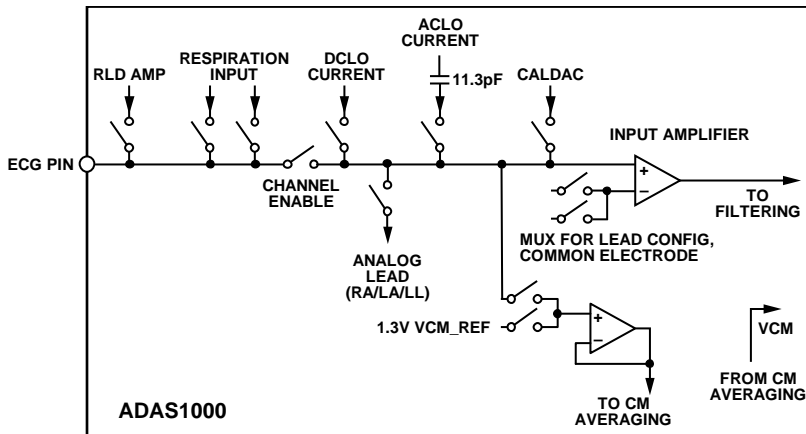 ACLO
CURRENT
RESPIRATION
INPUT
DCLO
CURRENT
RLD AMP
11.3pF
CALDAC
INPUT AMPLIFIER
ECG PIN
CHANNEL
ENABLE
+
–
TO
FILTERING
MUX FOR LEAD CONFIG,
COMMON ELECTRODE
ANALOG
LEAD
(RA/LA/LL)
1.3V VCM_REF
+
–
VCM
FROM CM
AVERAGING
TO CM
AVERAGING
ADAS1000